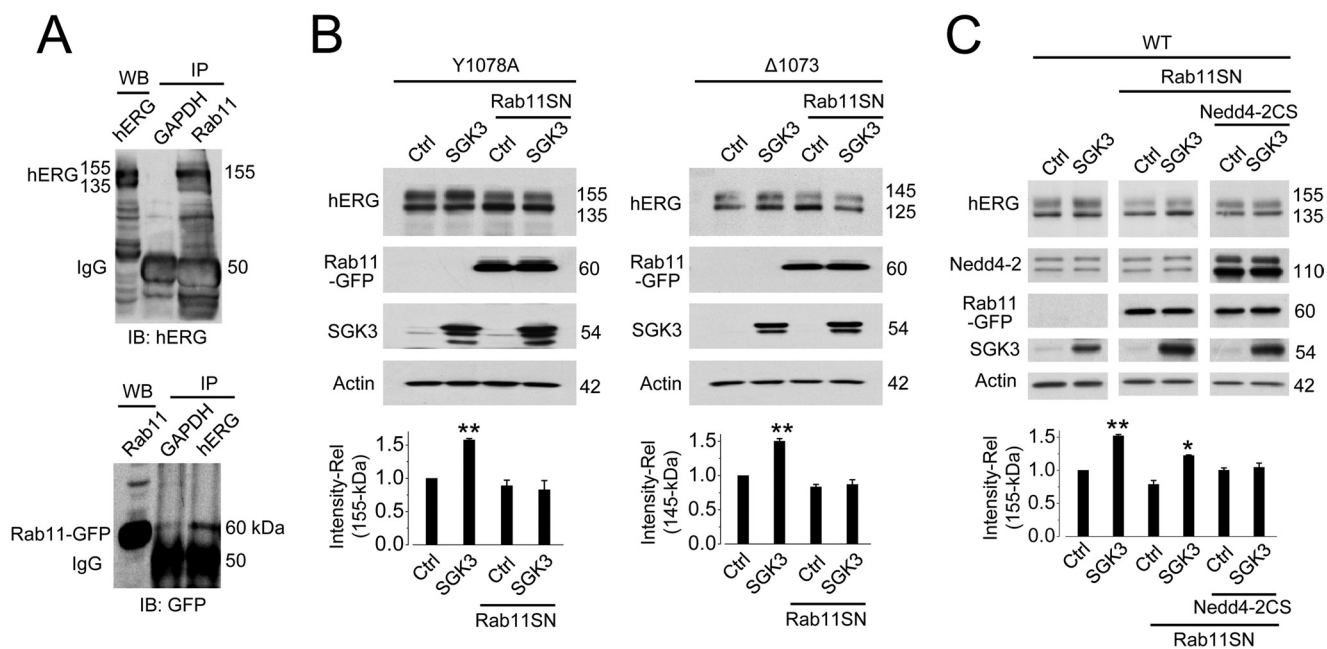 A
WB IP
hERG GAPDH Rab11
hERG 155
135
155
IgG
50
IB: hERG
WB IP
Rab11 GAPDH hERG
Rab11-GFP
60 kDa
IgG
50
IB: GFP
B
Y1078A
Rab11SN
Ctrl SGK3 Ctrl SGK3
hERG
155
135
Rab11
-GFP
60
SGK3
54
Actin
42
Intensity-Rel
(155-kDa)
1.5
1.0
0.5
0.0
**
Ctrl SGK3 Ctrl SGK3
Rab11SN
Δ1073
Rab11SN
Ctrl SGK3 Ctrl SGK3
hERG
145
125
Rab11
-GFP
60
SGK3
54
Actin
42
Intensity-Rel
(145-kDa)
1.5
1.0
0.5
0.0
**
Ctrl SGK3 Ctrl SGK3
Rab11SN
C
WT
Rab11SN
Nedd4-2CS
Ctrl SGK3 Ctrl SGK3 Ctrl SGK3
hERG
155
135
Nedd4-2
110
Rab11
-GFP
60
SGK3
54
Actin
42
Intensity-Rel
(155-kDa)
1.5
1.0
0.5
0.0
**
*
Ctrl SGK3 Ctrl SGK3 Ctrl SGK3
Nedd4-2CS
Rab11SN